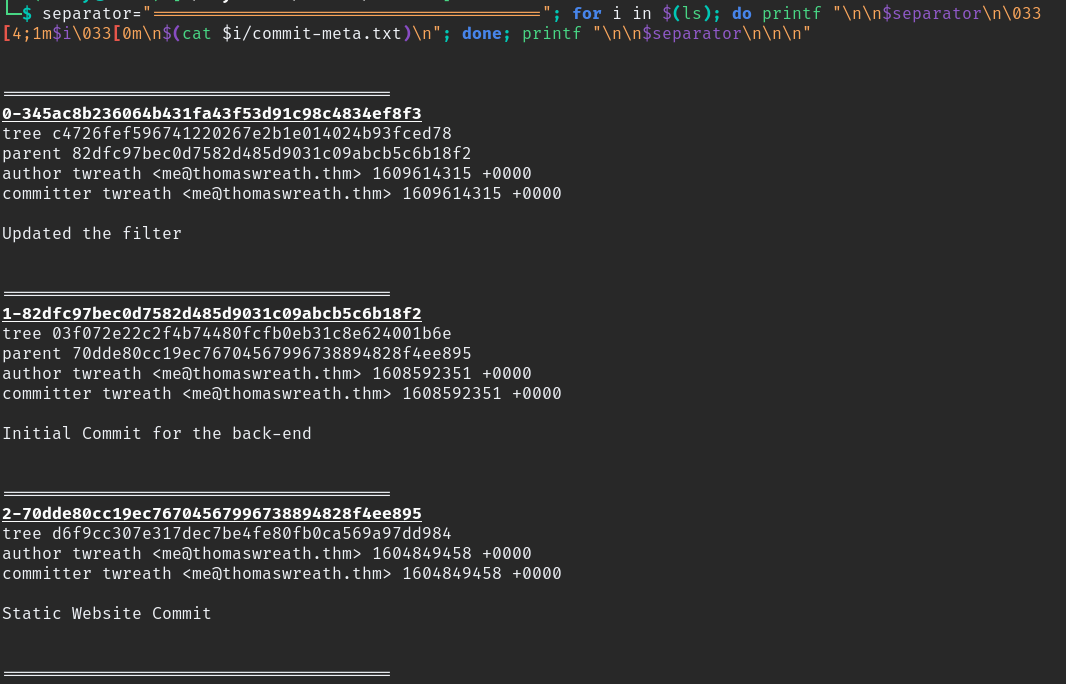 └─$ separator="======================================="; for i in $(ls); do printf "\n\n$separator\n\033
[4;1m$i\033[0m\n$(cat $i/commit-meta.txt)\n"; done; printf "\n\n$separator\n\n\n"
=======================================
0-345ac8b236064b431fa43f53d91c98c4834ef8f3
tree c4726fef596741220267e2b1e014024b93fced78
parent 82dfc97bec0d7582d485d9031c09abcb5c6b18f2
author twreath <me@thomaswreath.thm> 1609614315 +0000
committer twreath <me@thomaswreath.thm> 1609614315 +0000
Updated the filter
=======================================
1-82dfc97bec0d7582d485d9031c09abcb5c6b18f2
tree 03f072e22c2f4b74480fcfb0eb31c8e624001b6e
parent 70dde80cc19ec76704567996738894828f4ee895
author twreath <me@thomaswreath.thm> 1608592351 +0000
committer twreath <me@thomaswreath.thm> 1608592351 +0000
Initial Commit for the back-end
=======================================
2-70dde80cc19ec76704567996738894828f4ee895
tree d6f9cc307e317dec7be4fe80fb0ca569a97dd984
author twreath <me@thomaswreath.thm> 1604849458 +0000
committer twreath <me@thomaswreath.thm> 1604849458 +0000
Static Website Commit
=======================================